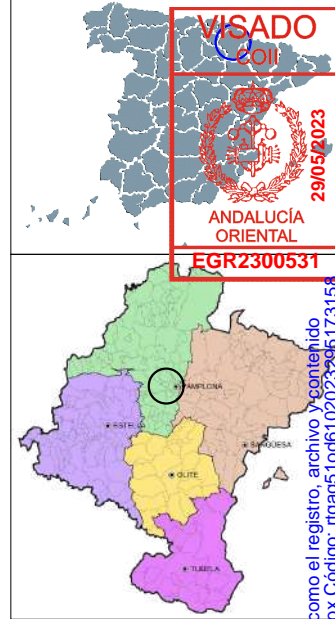 VISADO
COII
29/05/2023
ANDALUCÍA
ORIENTAL
EGR2300531
PAMPLONA
ESTELLA
SANGÜESA
OLITE
TUDELA
como el registro, archivo y contenido